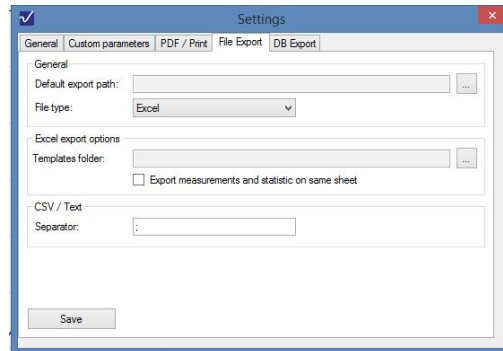 Settings
General Custom parameters PDF / Print File Export DB Export
General
Default export path: ...
File type: Excel
Excel export options
Templates folder: ...
Export measurements and statistic on same sheet
CSV / Text
Separator: ;
Save